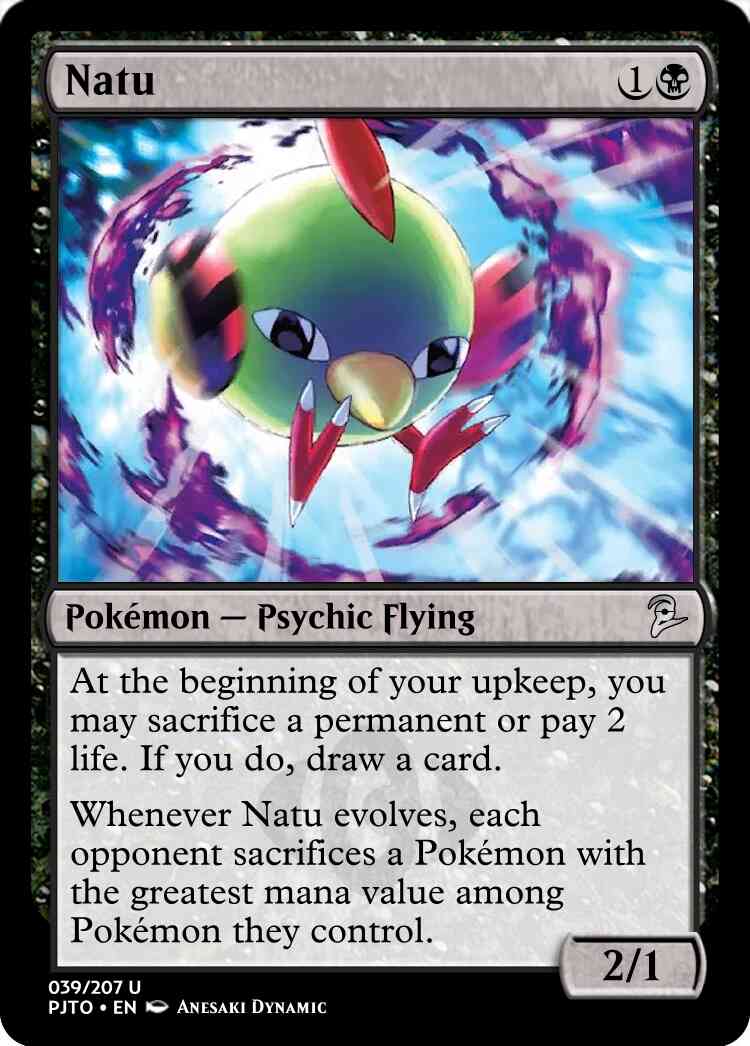 Natu 1
Pokémon — Psychic Flying
At the beginning of your upkeep, you
may sacrifice a permanent or pay 2
life. If you do, draw a card.
Whenever Natu evolves, each
opponent sacrifices a Pokémon with
the greatest mana value among
Pokémon they control.
2/1
039/207 U
PJTO • EN Anesaki Dynamic